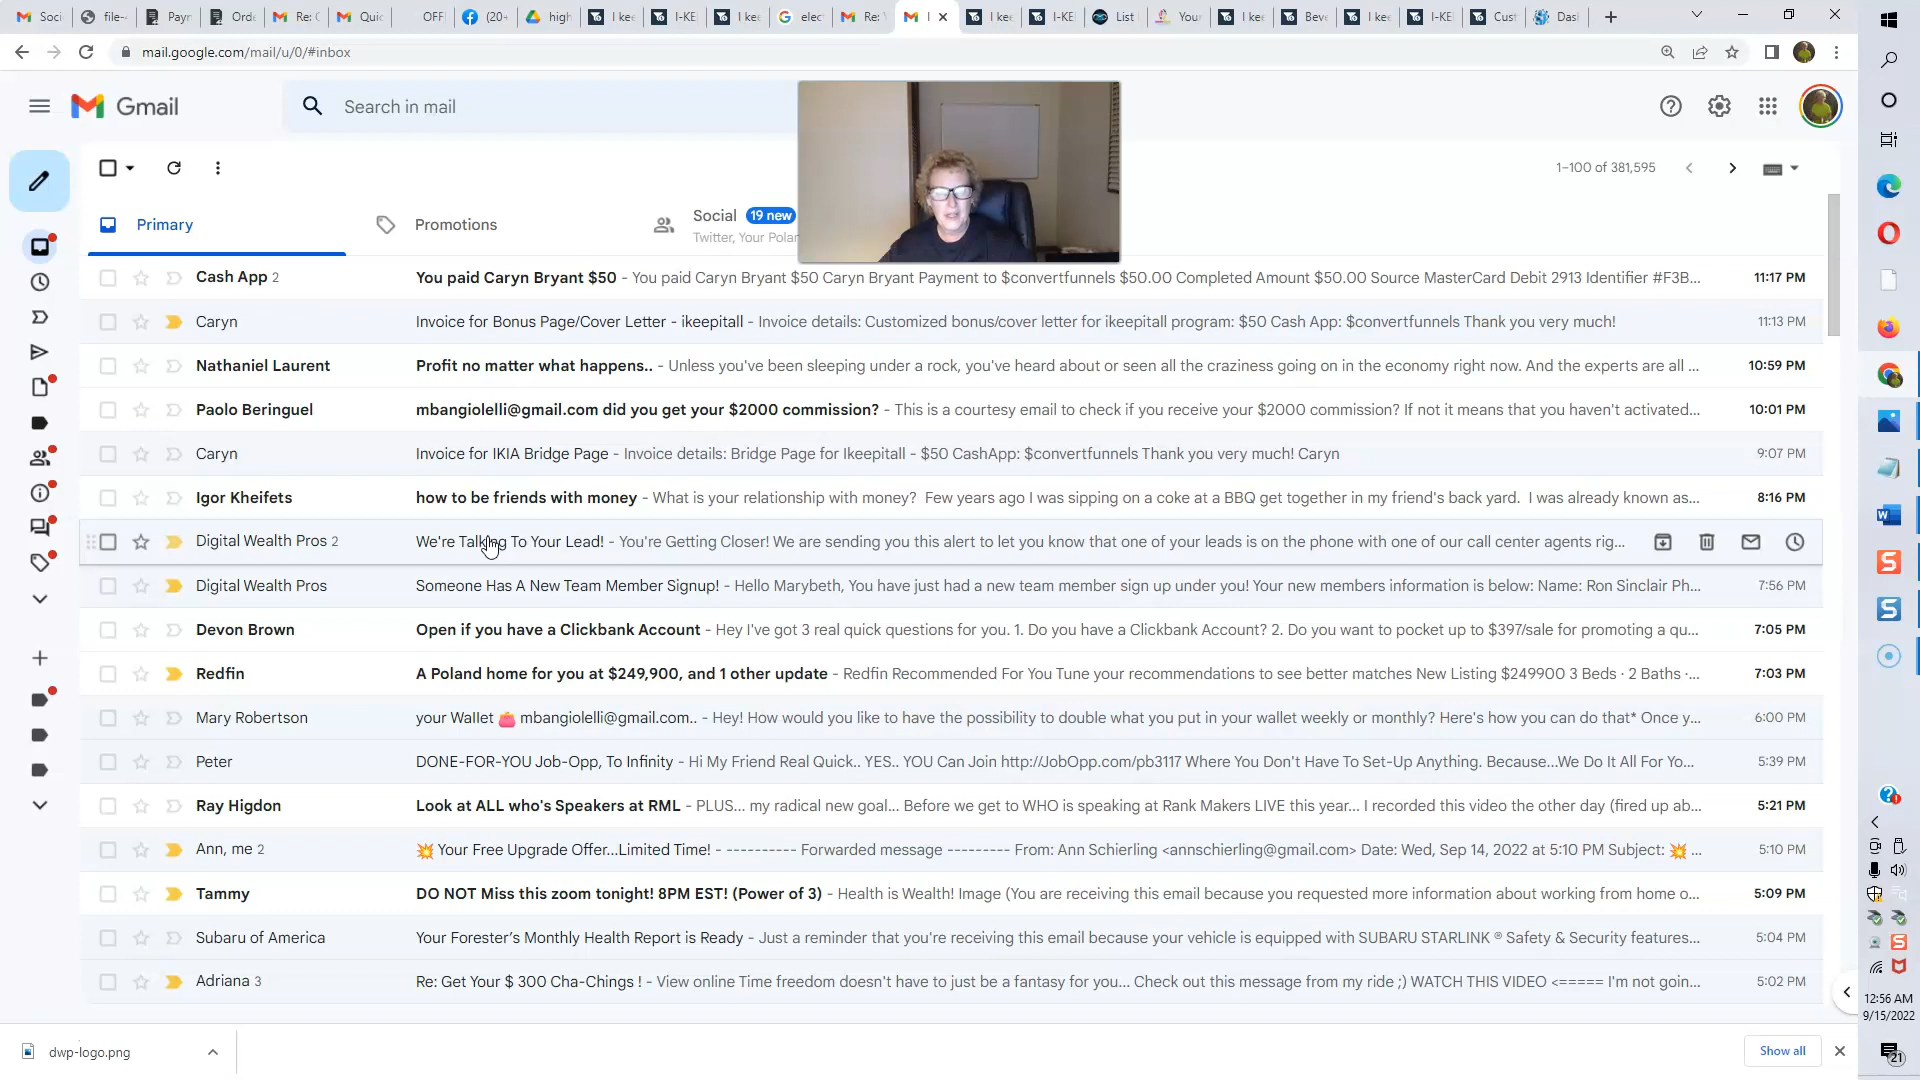 Soci
file-
Payn
Orde
Re: C
Quic
OFF
(20+
high
I kee
I-KE
I kee
elec
Re: Y
I
I kee
I-KE
List
Your
I kee
Beve
I kee
I-KE
Cust
Dasl
mail.google.com/mail/u/0/#inbox
Gmail
Search in mail
1–100 of 381,595
Primary
Promotions
Social 19 new
Twitter, Your Polar
Cash App 2 You paid Caryn Bryant $50 - You paid Caryn Bryant $50 Caryn Bryant Payment to $convertfunnels $50.00 Completed Amount $50.00 Source MasterCard Debit 2913 Identifier #F3B... 11:17 PM
Caryn Invoice for Bonus Page/Cover Letter - ikeepitall - Invoice details: Customized bonus/cover letter for ikeepitall program: $50 Cash App: $convertfunnels Thank you very much! 11:13 PM
Nathaniel Laurent Profit no matter what happens.. - Unless you've been sleeping under a rock, you've heard about or seen all the craziness going on in the economy right now. And the experts are all ... 10:59 PM
Paolo Beringuel mbangiolelli@gmail.com did you get your $2000 commission? - This is a courtesy email to check if you receive your $2000 commission? If not it means that you haven't activated... 10:01 PM
Caryn Invoice for IKIA Bridge Page - Invoice details: Bridge Page for Ikeepitall - $50 CashApp: $convertfunnels Thank you very much! Caryn 9:07 PM
Igor Kheifets how to be friends with money - What is your relationship with money? Few years ago I was sipping on a coke at a BBQ get together in my friend's back yard. I was already known as... 8:16 PM
Digital Wealth Pros 2 We're Talking To Your Lead! - You're Getting Closer! We are sending you this alert to let you know that one of your leads is on the phone with one of our call center agents rig...
Digital Wealth Pros Someone Has A New Team Member Signup! - Hello Marybeth, You have just had a new team member sign up under you! Your new members information is below: Name: Ron Sinclair Ph... 7:56 PM
Devon Brown Open if you have a Clickbank Account - Hey I've got 3 real quick questions for you. 1. Do you have a Clickbank Account? 2. Do you want to pocket up to $397/sale for promoting a qu... 7:05 PM
Redfin A Poland home for you at $249,900, and 1 other update - Redfin Recommended For You Tune your recommendations to see better matches New Listing $249900 3 Beds · 2 Baths ·... 7:03 PM
Mary Robertson your Wallet 👛 mbangiolelli@gmail.com.. - Hey! How would you like to have the possibility to double what you put in your wallet weekly or monthly? Here's how you can do that* Once y... 6:00 PM
Peter DONE-FOR-YOU Job-Opp, To Infinity - Hi My Friend Real Quick.. YES.. YOU Can Join http://JobOpp.com/pb3117 Where You Don't Have To Set-Up Anything. Because...We Do It All For Yo... 5:39 PM
Ray Higdon Look at ALL who's Speakers at RML - PLUS... my radical new goal... Before we get to WHO is speaking at Rank Makers LIVE this year... I recorded this video the other day (fired up ab... 5:21 PM
Ann, me 2 💥 Your Free Upgrade Offer...Limited Time! - ---------- Forwarded message --------- From: Ann Schierling <annschierling@gmail.com> Date: Wed, Sep 14, 2022 at 5:10 PM Subject: 💥 ... 5:10 PM
Tammy DO NOT Miss this zoom tonight! 8PM EST! (Power of 3) - Health is Wealth! Image (You are receiving this email because you requested more information about working from home o... 5:09 PM
Subaru of America Your Forester's Monthly Health Report is Ready - Just a reminder that you're receiving this email because your vehicle is equipped with SUBARU STARLINK ® Safety & Security features... 5:04 PM
Adriana 3 Re: Get Your $ 300 Cha-Chings ! - View online Time freedom doesn't have to just be a fantasy for you... Check out this message from my ride ;) WATCH THIS VIDEO <===== I'm not goin... 5:02 PM
12:56 AM
9/15/2022
21
dwp-logo.png
Show all